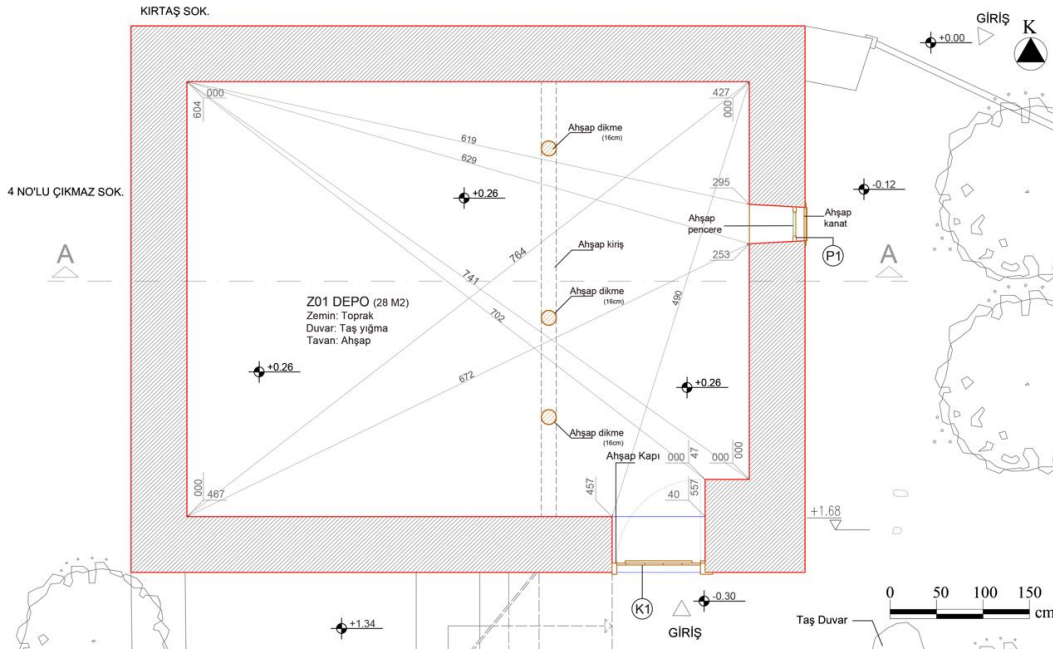 KIRTAŞ SOK.
GİRİŞ
K
+0.00
000
604
427
000
Ahşap dikme
(16cm)
619
629
295
-0.12
4 NO'LU ÇIKMAZ SOK.
+0.26
Ahşap
pencere
Ahşap
kanat
P1
253
A
A
764
Ahşap kiriş
741
490
Z01 DEPO (28 M2)
Zemin: Toprak
Duvar: Taş yığma
Tavan: Ahşap
Ahşap dikme
(16cm)
702
+0.26
672
+0.26
Ahşap dikme
(16cm)
Ahşap Kapı
000
47
000
000
000
467
457
40
557
+1.68
K1
-0.30
GİRİŞ
+1.34
Taş Duvar
0 50 100 150
cm